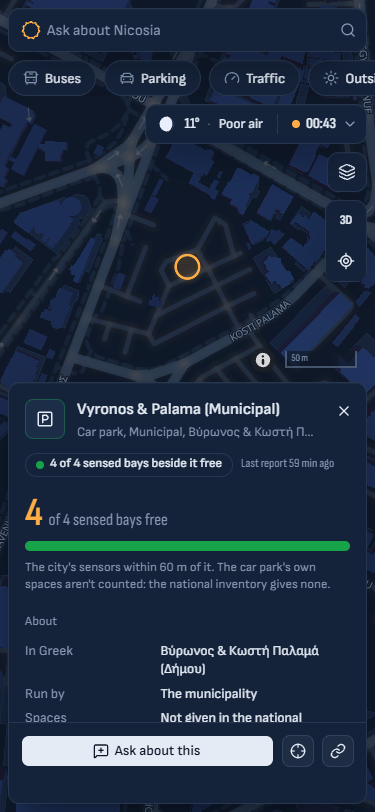 Ask about Nicosia
Buses
Parking
Traffic
11°
·
Poor air
00:43
3D
KOSTI PALAMA
50 m
P
Vyronos & Palama (Municipal)
Car park, Municipal, Βύρωνος & Κωστή Π…
4 of 4 sensed bays beside it free
Last report 59 min ago
4 of 4 sensed bays free
The city's sensors within 60 m of it. The car park's own
spaces aren't counted: the national inventory gives none.
About
In Greek
Βύρωνος & Κωστή Παλαμά
(Δήμου)
Run by
The municipality
Spaces
Not given in the national
Ask about this